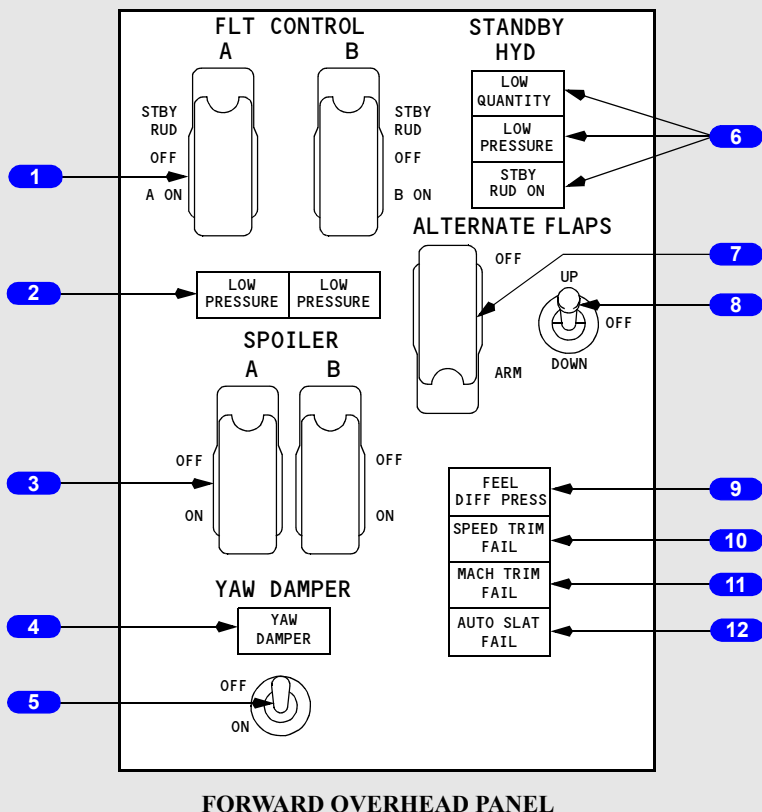 FLT CONTROL
A B
STBY RUD
OFF
A ON
STBY RUD
OFF
B ON
STANDBY
HYD
LOW
QUANTITY
LOW
PRESSURE
STBY
RUD ON
1
6
ALTERNATE FLAPS
OFF
ARM
UP
OFF
DOWN
7
8
2
LOW
PRESSURE
LOW
PRESSURE
SPOILER
A B
OFF
ON
OFF
ON
3
FEEL
DIFF PRESS
SPEED TRIM
FAIL
MACH TRIM
FAIL
AUTO SLAT
FAIL
9
10
11
12
YAW DAMPER
YAW
DAMPER
4
OFF
ON
5
FORWARD OVERHEAD PANEL